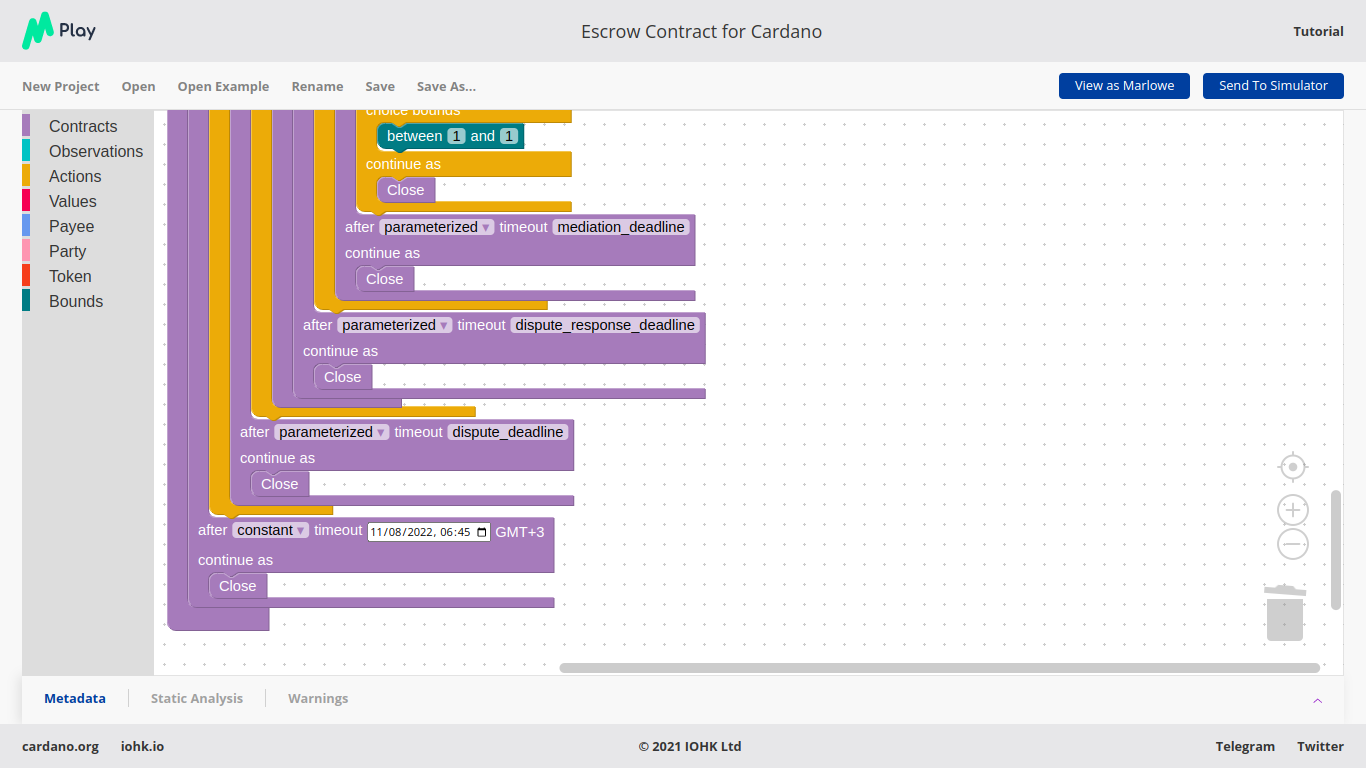 Play
Escrow Contract for Cardano
Tutorial
New Project
Open
Open Example
Rename
Save
Save As...
View as Marlowe
Send To Simulator
Contracts
Observations
Actions
Values
Payee
Party
Token
Bounds
choice bounds
between 1 and 1
continue as
Close
after parameterized ▾ timeout mediation_deadline
continue as
Close
after parameterized ▾ timeout dispute_response_deadline
continue as
Close
after parameterized ▾ timeout dispute_deadline
continue as
Close
after constant ▾ timeout 11/08/2022, 06:45 GMT+3
continue as
Close
Metadata
Static Analysis
Warnings
cardano.org
iohk.io
© 2021 IOHK Ltd
Telegram
Twitter